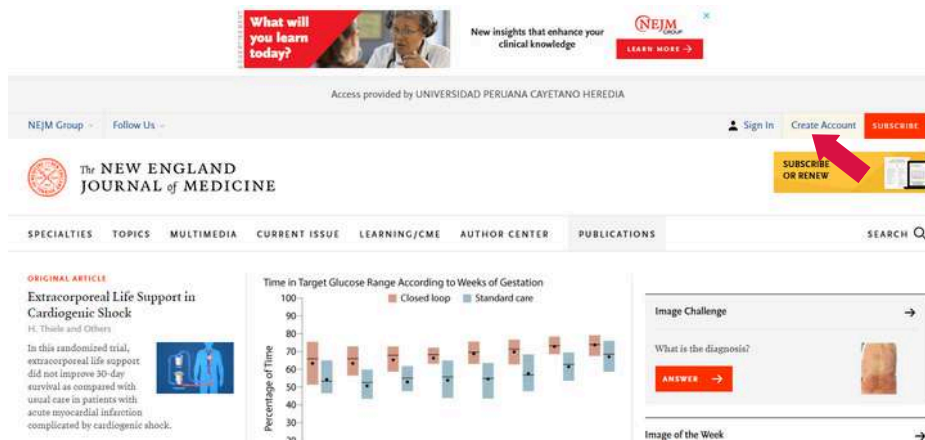 What will
you learn
today?
New insights that enhance your
clinical knowledge
NEJM
GROUP
LEARN MORE →
Access provided by UNIVERSIDAD PERUANA CAYETANO HEREDIA
NEJM Group
Follow Us
Sign In
Create Account
SUBSCRIBE
The NEW ENGLAND
JOURNAL of MEDICINE
SUBSCRIBE
OR RENEW
SPECIALTIES
TOPICS
MULTIMEDIA
CURRENT ISSUE
LEARNING/CME
AUTHOR CENTER
PUBLICATIONS
SEARCH
ORIGINAL ARTICLE
Extracorporeal Life Support in
Cardiogenic Shock
H. Thiele and Others
In this randomized trial,
extracorporeal life support
did not improve 30-day
survival as compared with
usual care in patients with
acute myocardial infarction
complicated by cardiogenic shock.
Time in Target Glucose Range According to Weeks of Gestation
Closed loop
Standard care
Percentage of Time
100
90
80
70
60
50
40
30
20
Image Challenge
What is the diagnosis?
ANSWER →
Image of the Week